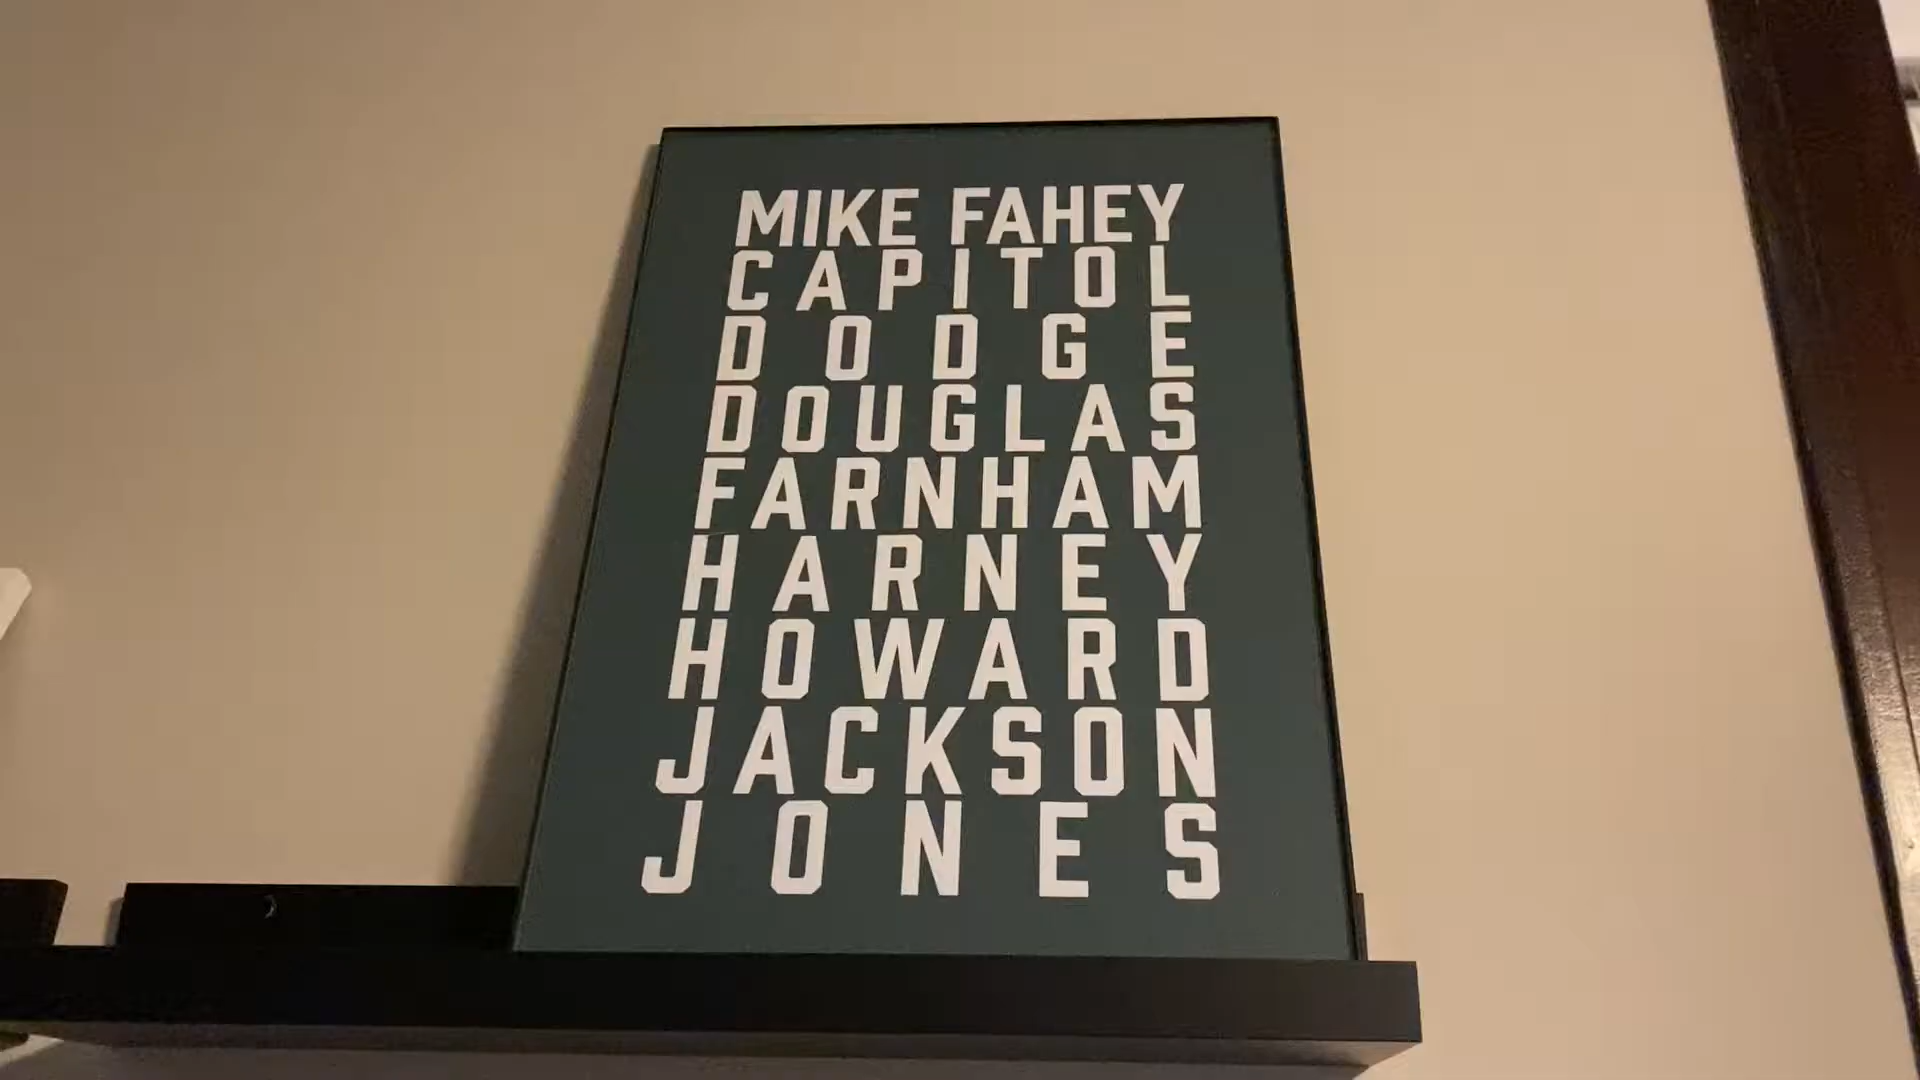 MIKE FAHEY
CAPITOL
DODGE
DOUGLAS
FARNHAM
HARNEY
HOWARD
JACKSON
JONES